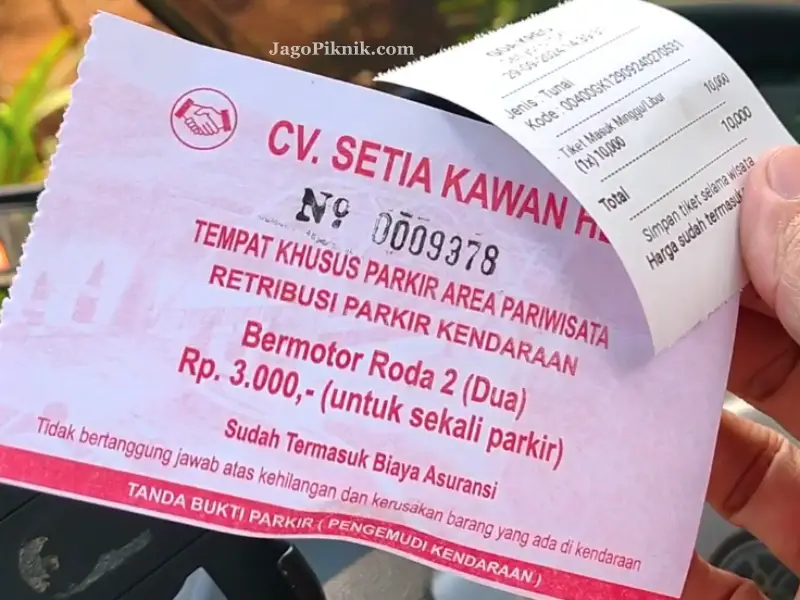 JagoPiknik.com
CV. SETIA KAWAN
Nº 0009378
TEMPAT KHUSUS PARKIR AREA PARIWISATA
RETRIBUSI PARKIR KENDARAAN
Bermotor Roda 2 (Dua)
Rp. 3.000,- (untuk sekali parkir)
Sudah Termasuk Biaya Asuransi
Tidak bertanggung jawab atas kehilangan dan kerusakan barang yang ada di kendaraan
TANDA BUKTI PARKIR ( PENGEMUDI KENDARAAN )
Jenis : Tunai
Kode : 00400GK12909240270531
Tiket Masuk Minggu/Libur
(1x) 10,000 10,000
Total 10,000
Simpan tiket selama wisata
Harga sudah termasuk